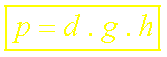 p = d . g . h